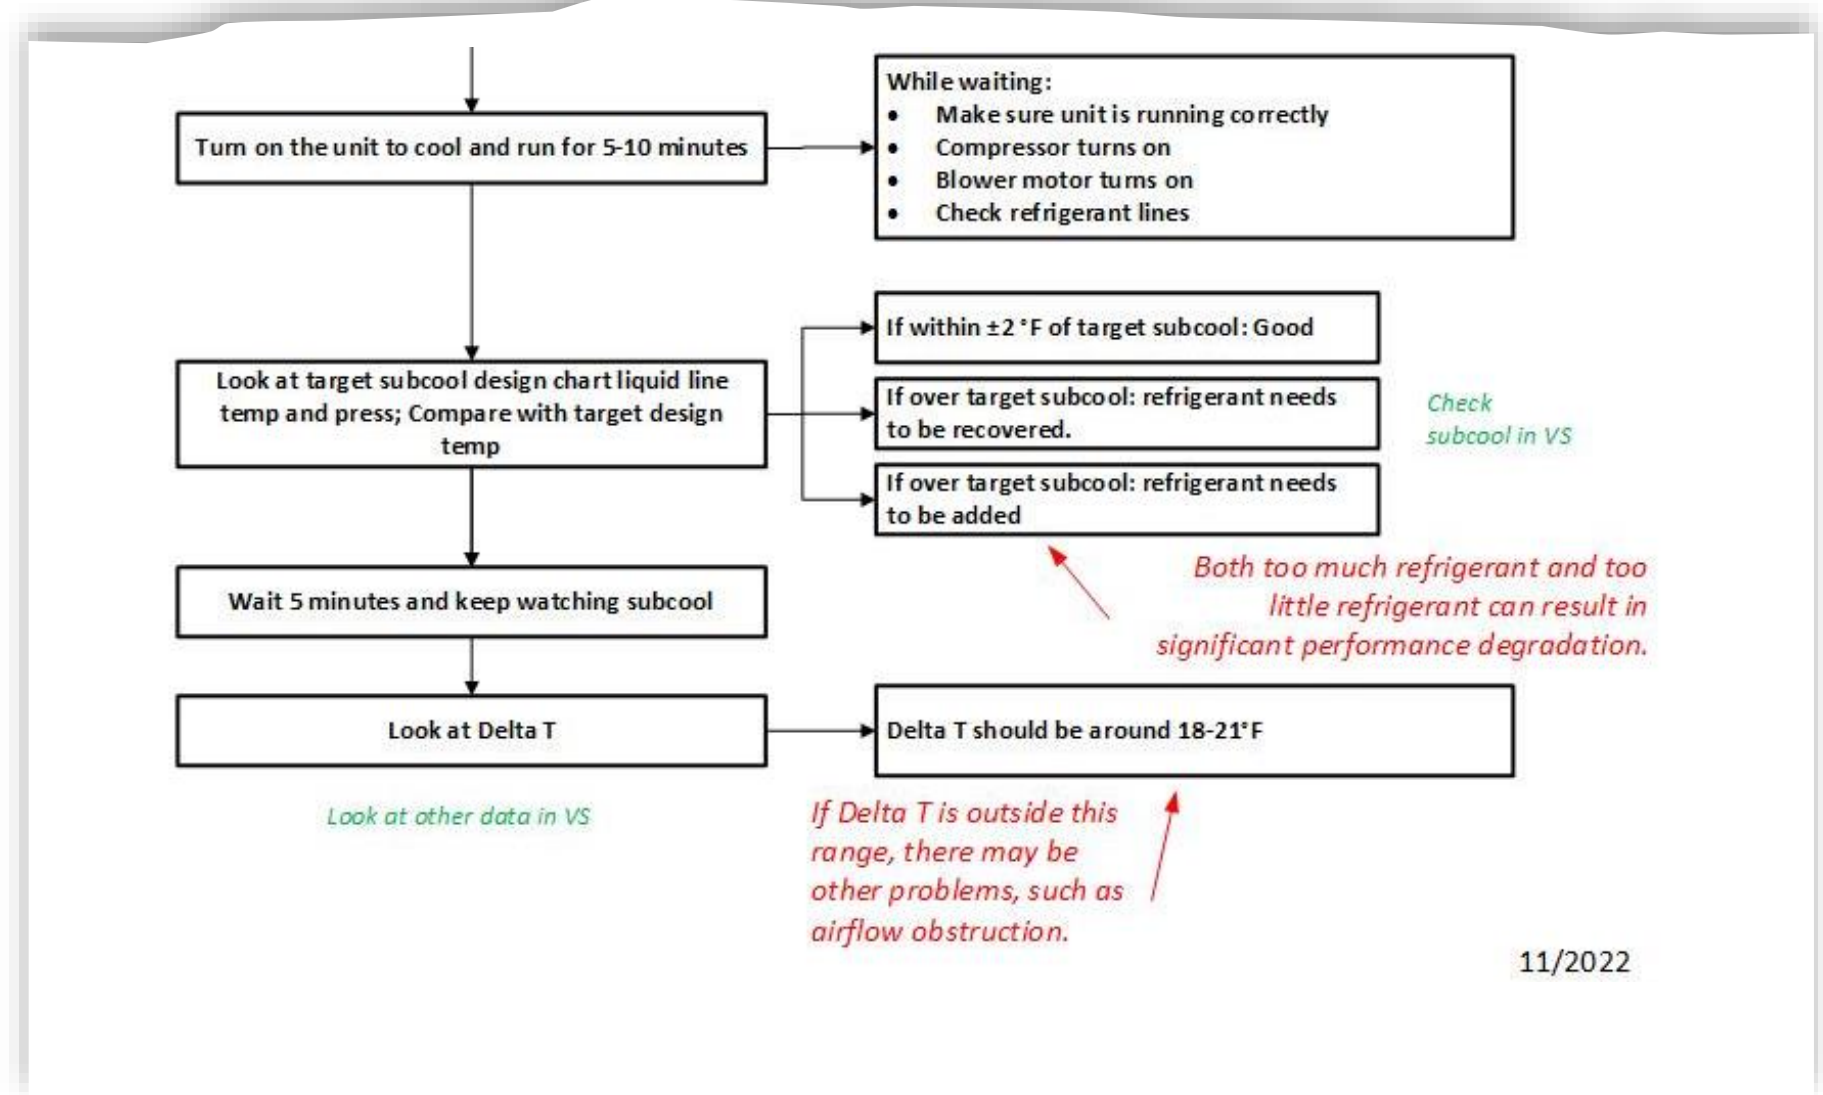 Turn on the unit to cool and run for 5-10 minutes
While waiting:
• Make sure unit is running correctly
• Compressor turns on
• Blower motor turns on
• Check refrigerant lines
Look at target subcool design chart liquid line
temp and press; Compare with target design
temp
If within ±2°F of target subcool: Good
If over target subcool: refrigerant needs
to be recovered.
If over target subcool: refrigerant needs
to be added
Check
subcool in VS
Both too much refrigerant and too
little refrigerant can result in
significant performance degradation.
Wait 5 minutes and keep watching subcool
Look at Delta T
Delta T should be around 18-21°F
Look at other data in VS
If Delta T is outside this
range, there may be
other problems, such as
airflow obstruction.
11/2022